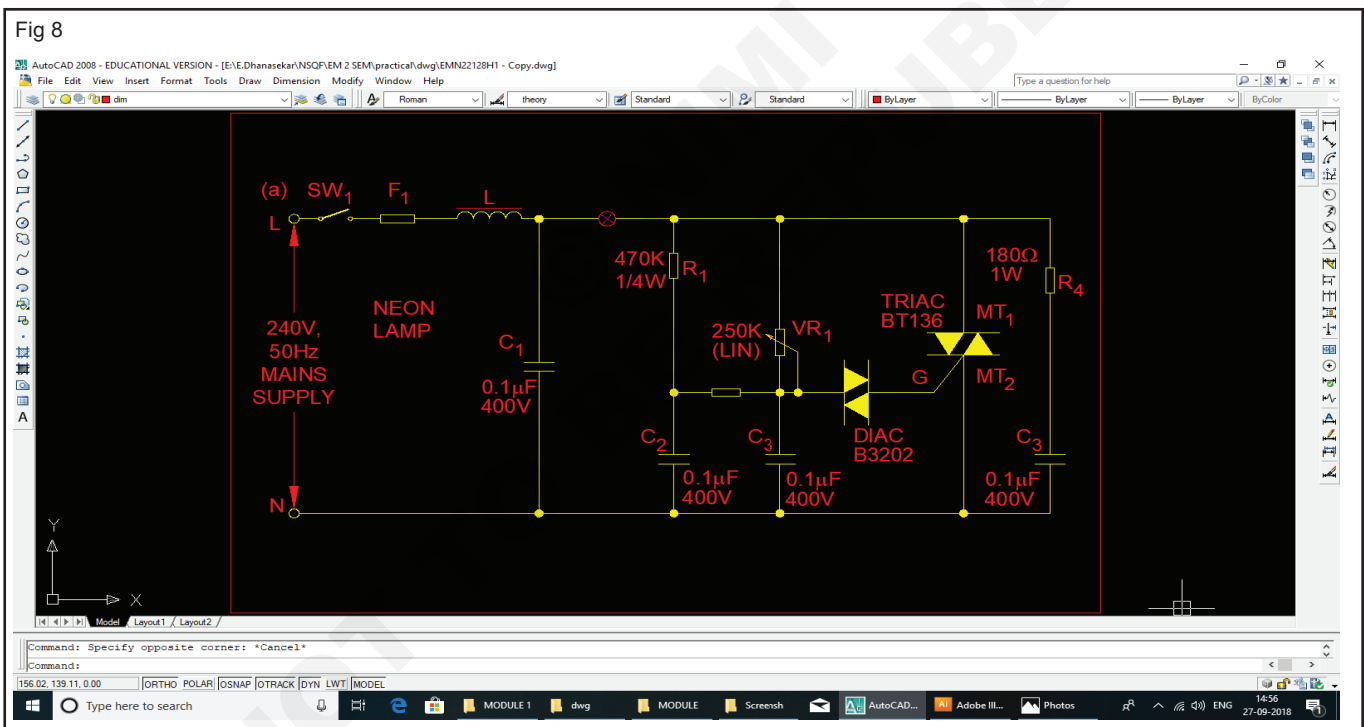 Fig 8
AutoCAD 2008 - EDUCATIONAL VERSION - [E:\E.Dhanasekar\NSQF\EM 2 SEM\practical\dwg\EMN22128H1 - Copy.dwg]
File Edit View Insert Format Tools Draw Dimension Modify Window Help
Type a question for help
dim
Roman
theory
Standard
Standard
ByLayer
ByLayer
ByLayer
ByColor
(a) SW1 F1 L
L
470K
1/4W
R1
180Ω
1W
R4
NEON
LAMP
TRIAC
BT136
MT1
240V,
50Hz
MAINS
SUPPLY
C1
0.1µF
400V
250K
(LIN)
VR1
G
MT2
C2
0.1µF
400V
C3
0.1µF
400V
DIAC
B3202
C3
0.1µF
400V
N
Y
X
Model Layout1 Layout2
Command: Specify opposite corner: *Cancel*
Command:
156.02, 139.11, 0.00 ORTHO POLAR OSNAP OTRACK DYN LWT MODEL
Type here to search
MODULE 1
dwg
MODULE
Screensh
AutoCAD...
Adobe Ill...
Photos
ENG
14:56
27-09-2018